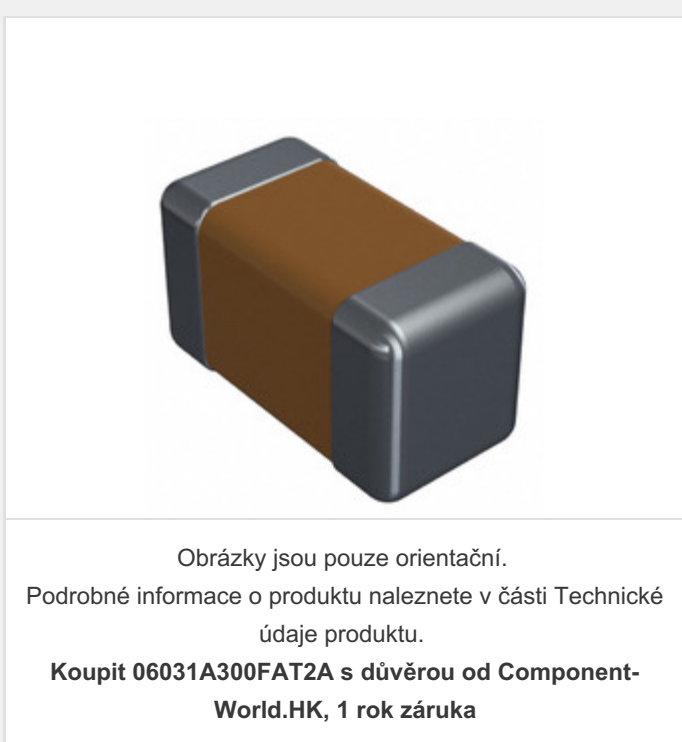 Obrázky jsou pouze orientační.
Podrobné informace o produktu naleznete v části Technické
údaje produktu.
Koupit 06031A300FAT2A s důvěrou od Component-
World.HK, 1 rok záruka